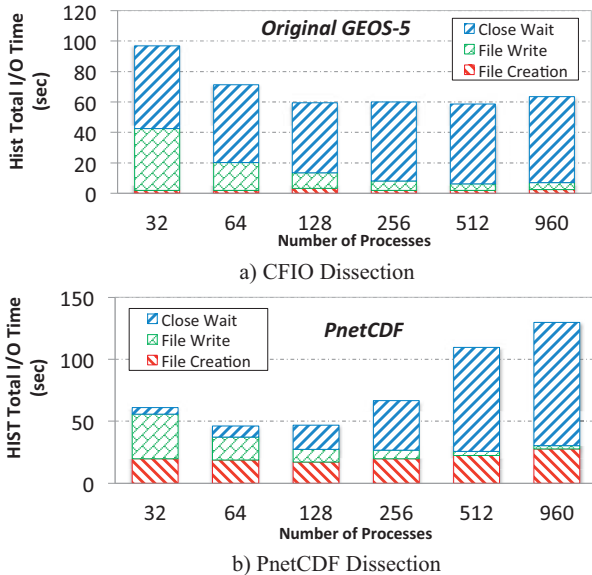 Original GEOS-5
Close Wait
File Write
File Creation
Hist Total I/O Time
(sec)
120
100
80
60
40
20
0
32 64 128 256 512 960
Number of Processes
a) CFIO Dissection
PnetCDF
Close Wait
File Write
File Creation
HIST Total I/O Time
(sec)
150
100
50
0
32 64 128 256 512 960
Number of Processes
b) PnetCDF Dissection